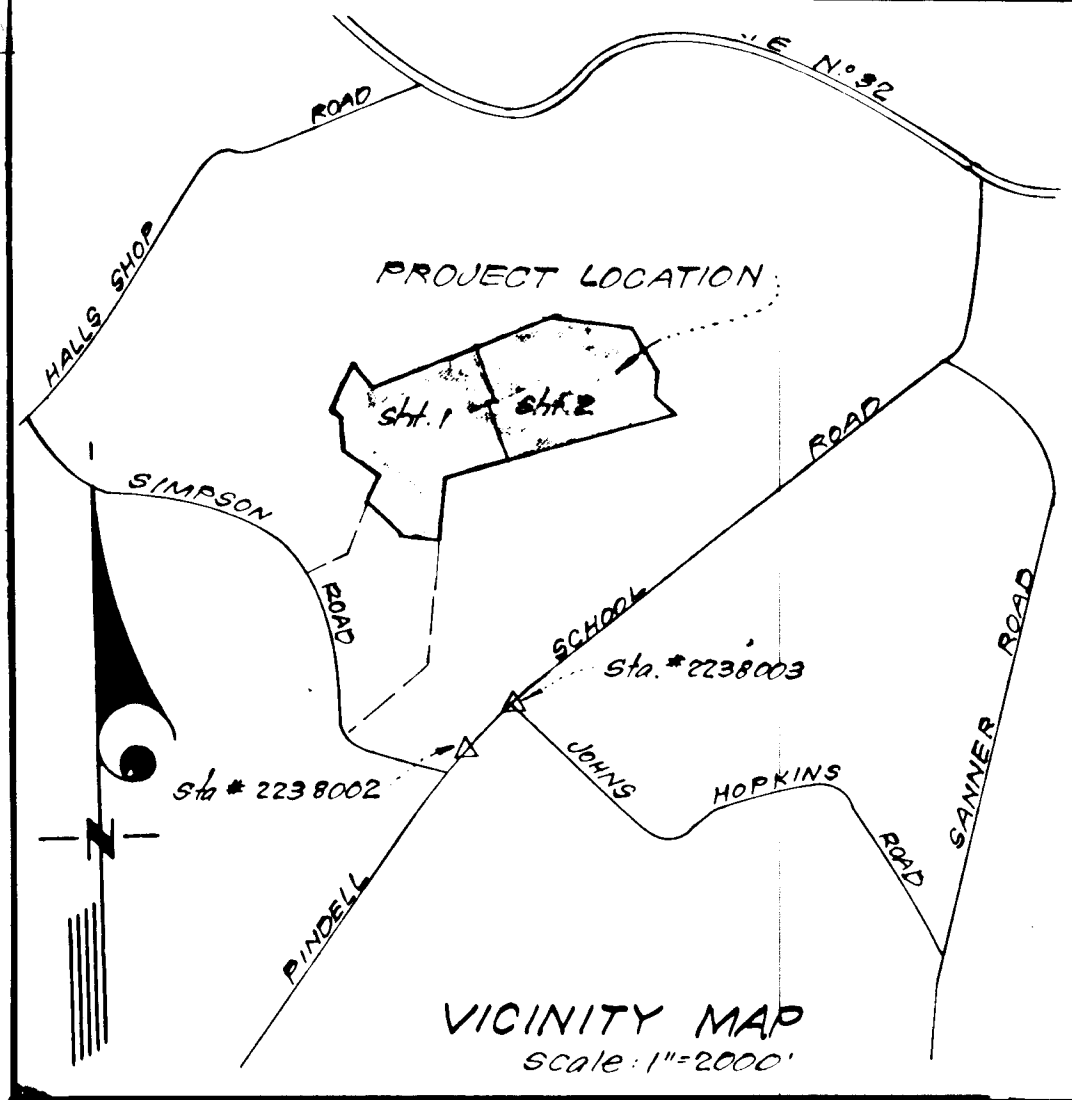 E N.º 32
HALLS SHOP ROAD
PROJECT LOCATION
sht. 1
sht. 2
SIMPSON ROAD
PINDELL SCHOOL ROAD
Sta. # 2238003
Sta # 2238002
JOHNS HOPKINS ROAD
SANNER ROAD
N
VICINITY MAP
Scale: 1"=2000'